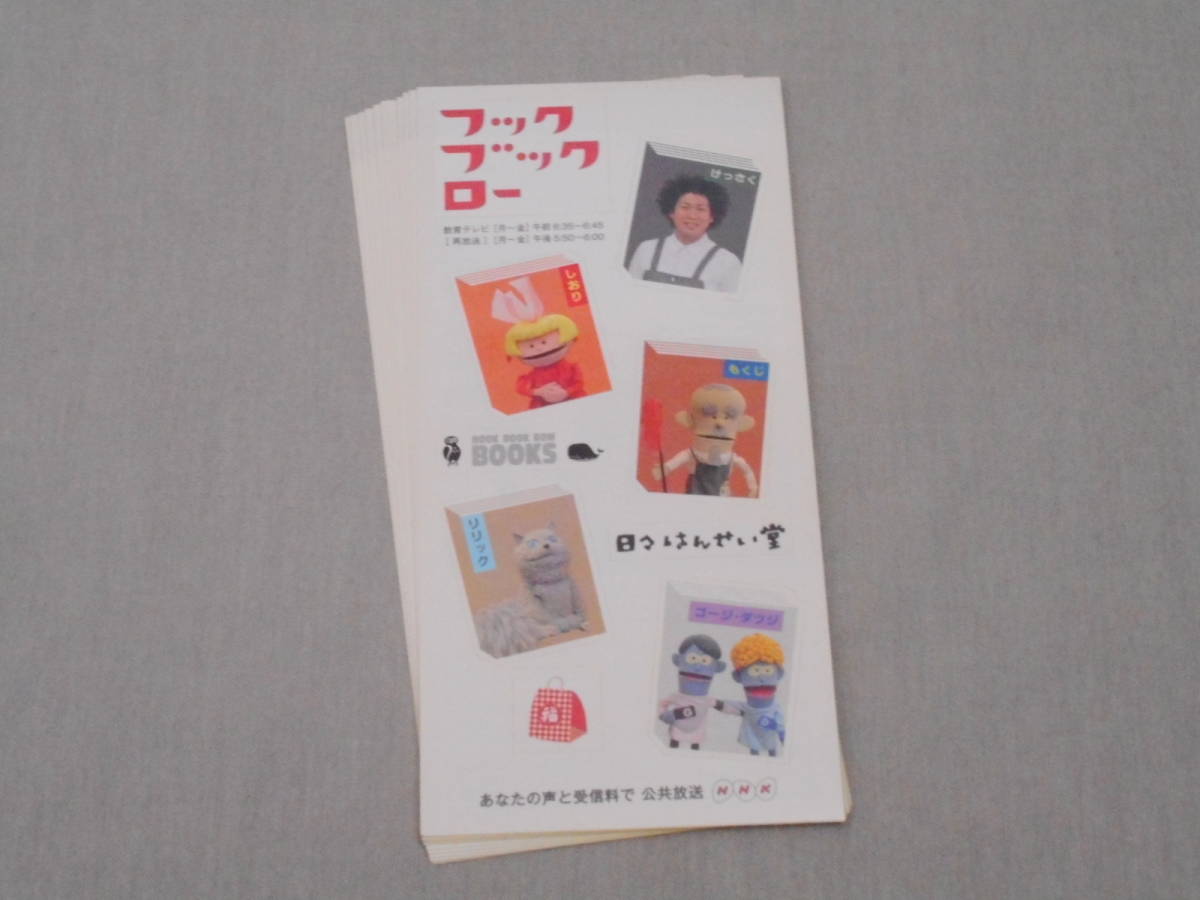 フック
ブック
ロー
教育テレビ [月〜金] 午前 6:35〜6:45
[ 再放送 ] [月〜金] 午後 5:50〜6:00
けっさく
しおり
もくじ
HOOK BOOK ROW
BOOKS
リリック
日々はんせい堂
ゴージ・ダッジ
福
あなたの声と受信料で 公共放送 NHK